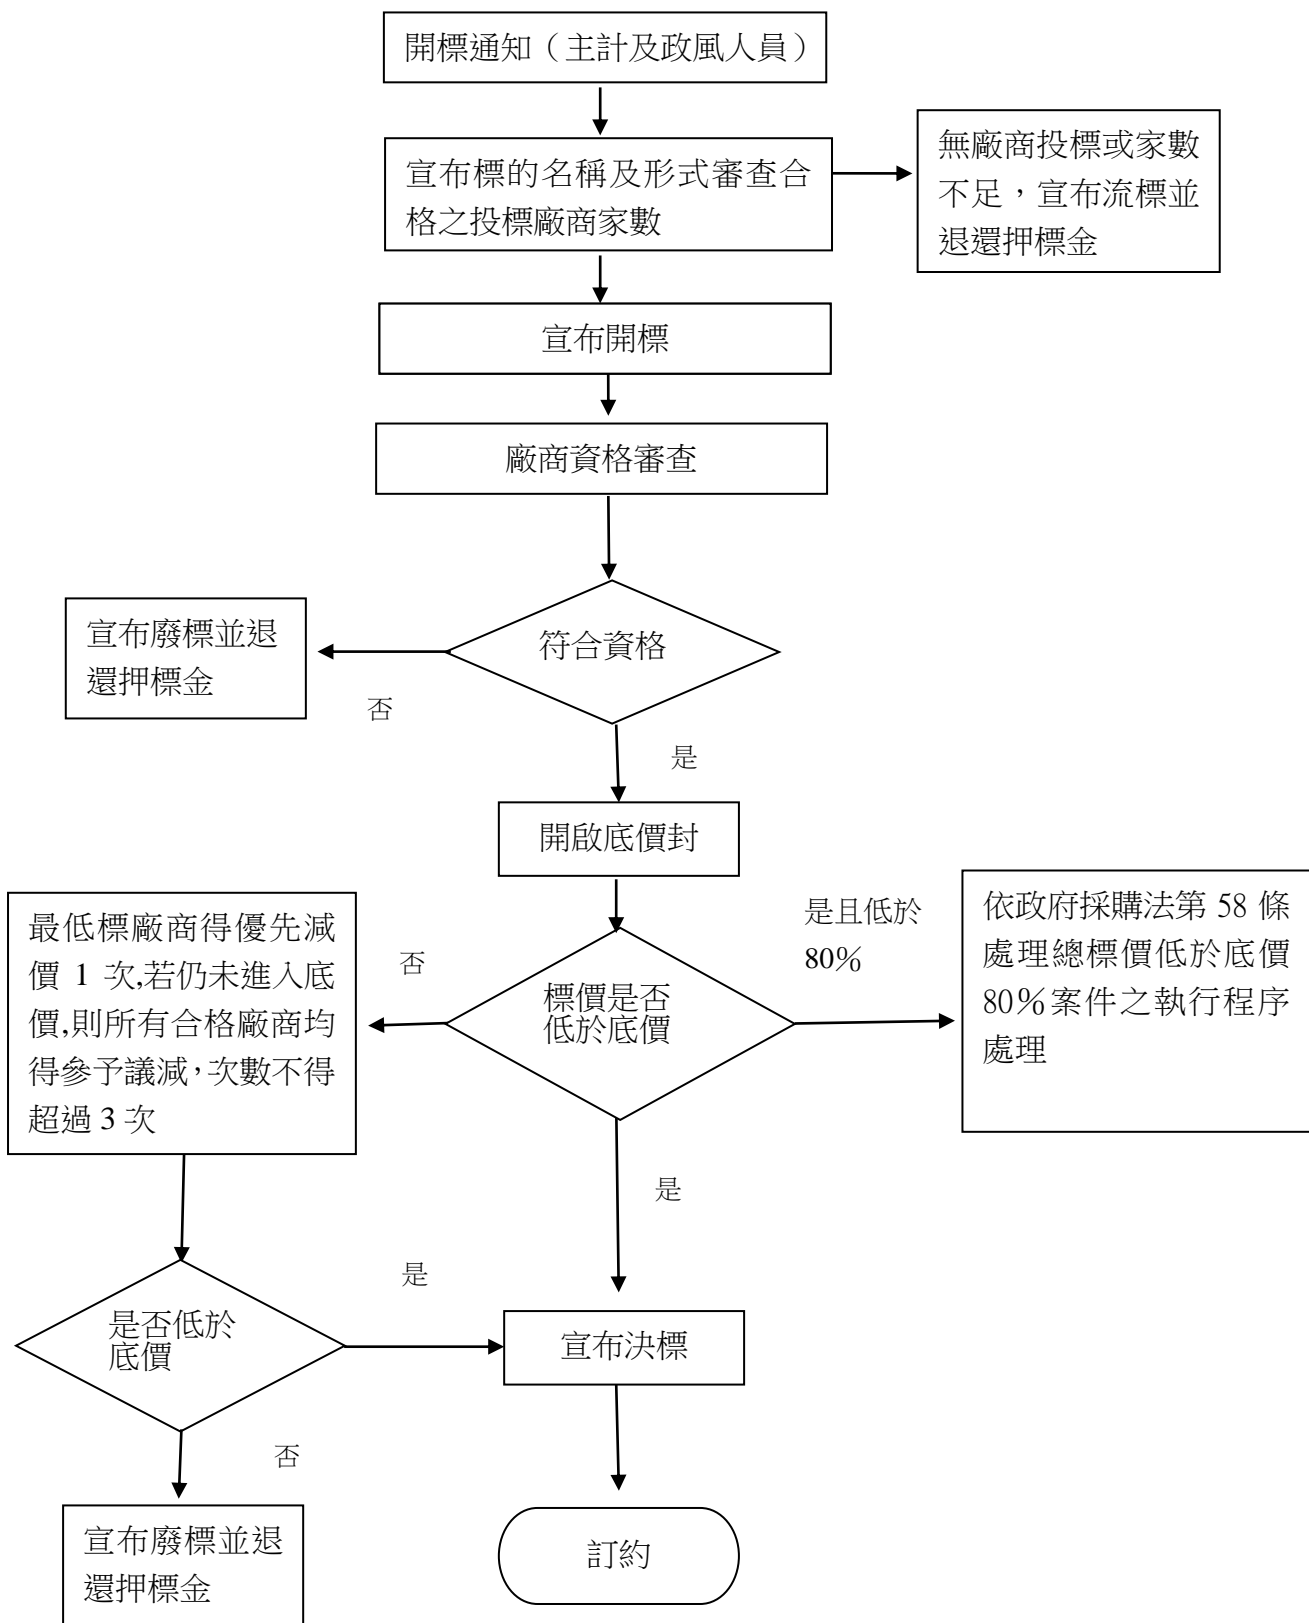 開標通知（主計及政風人員）
宣布標的名稱及形式審查合
格之投標廠商家數
無廠商投標或家數
不足，宣布流標並
退還押標金
宣布開標
廠商資格審查
符合資格
宣布廢標並退
還押標金
否
是
開啟底價封
最低標廠商得優先減
價 1 次,若仍未進入底
價,則所有合格廠商均
得參予議減，次數不得
超過 3 次
否
標價是否
低於底價
是且低於
80%
依政府採購法第 58 條
處理總標價低於底價
80%案件之執行程序
處理
是
是否低於
底價
是
宣布決標
否
宣布廢標並退
還押標金
訂約